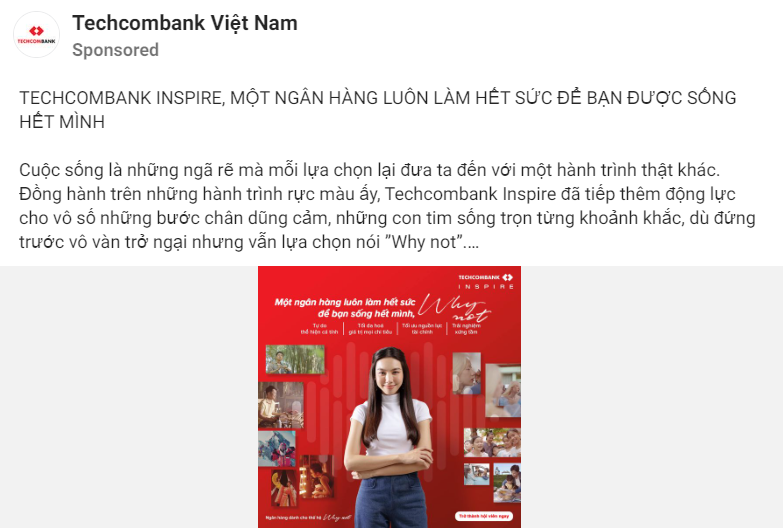 Techcombank Việt Nam
Sponsored
TECHCOMBANK
TECHCOMBANK INSPIRE, MỘT NGÂN HÀNG LUÔN LÀM HẾT SỨC ĐỂ BẠN ĐƯỢC SỐNG
HẾT MÌNH
Cuộc sống là những ngã rẽ mà mỗi lựa chọn lại đưa ta đến với một hành trình thật khác.
Đồng hành trên những hành trình rực màu ấy, Techcombank Inspire đã tiếp thêm động lực
cho vô số những bước chân dũng cảm, những con tim sống trọn từng khoảnh khắc, dù đứng
trước vô vàn trở ngại nhưng vẫn lựa chọn nói ”Why not”....
TECHCOMBANK
INSPIRE
Một ngân hàng luôn làm hết sức
để bạn sống hết mình,
Why not
Tự do
thể hiện cá tính
Tối đa hoá
giá trị mọi chi tiêu
Tối ưu nguồn lực
tài chính
Trải nghiệm
xứng tầm
Ngân hàng dành cho thế hệ Why not
Trở thành hội viên ngay